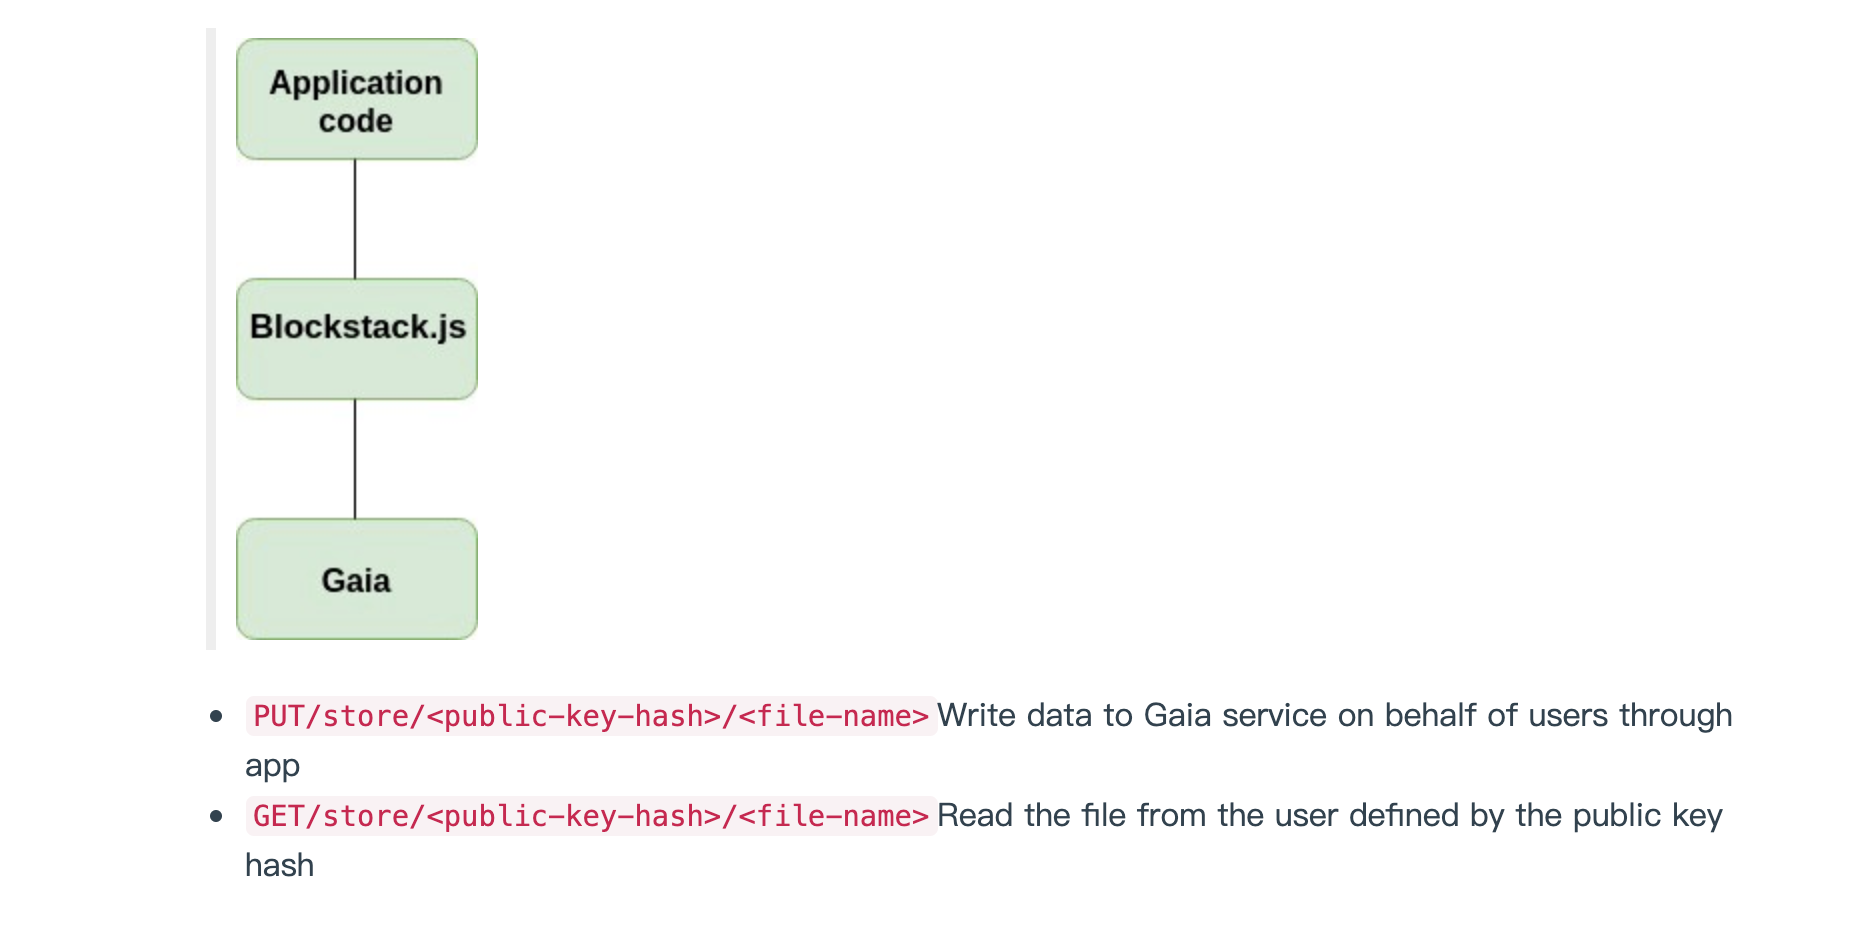 Application
code
Blockstack.js
Gaia
PUT/store/<public-key-hash>/<file-name> Write data to Gaia service on behalf of users through
app
GET/store/<public-key-hash>/<file-name> Read the file from the user defined by the public key
hash